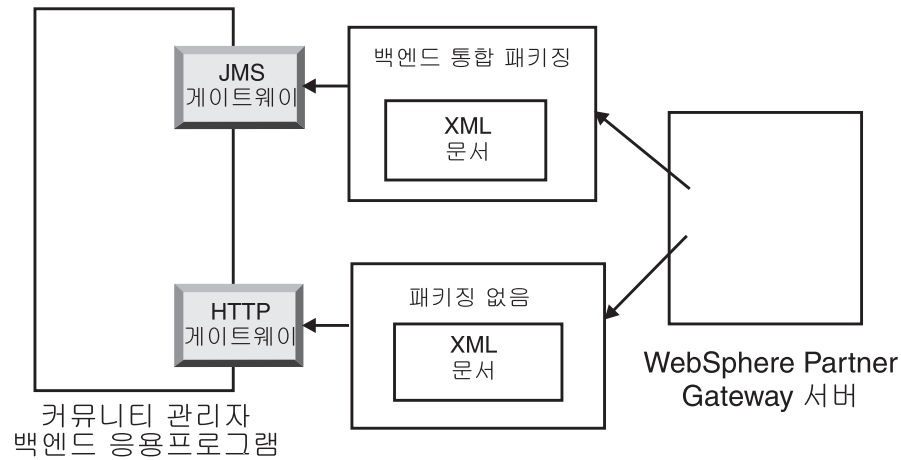 JMS
게이트웨이
백엔드 통합 패키징
XML
문서
HTTP
게이트웨이
패키징 없음
XML
문서
WebSphere Partner
Gateway 서버
커뮤니티 관리자
백엔드 응용프로그램